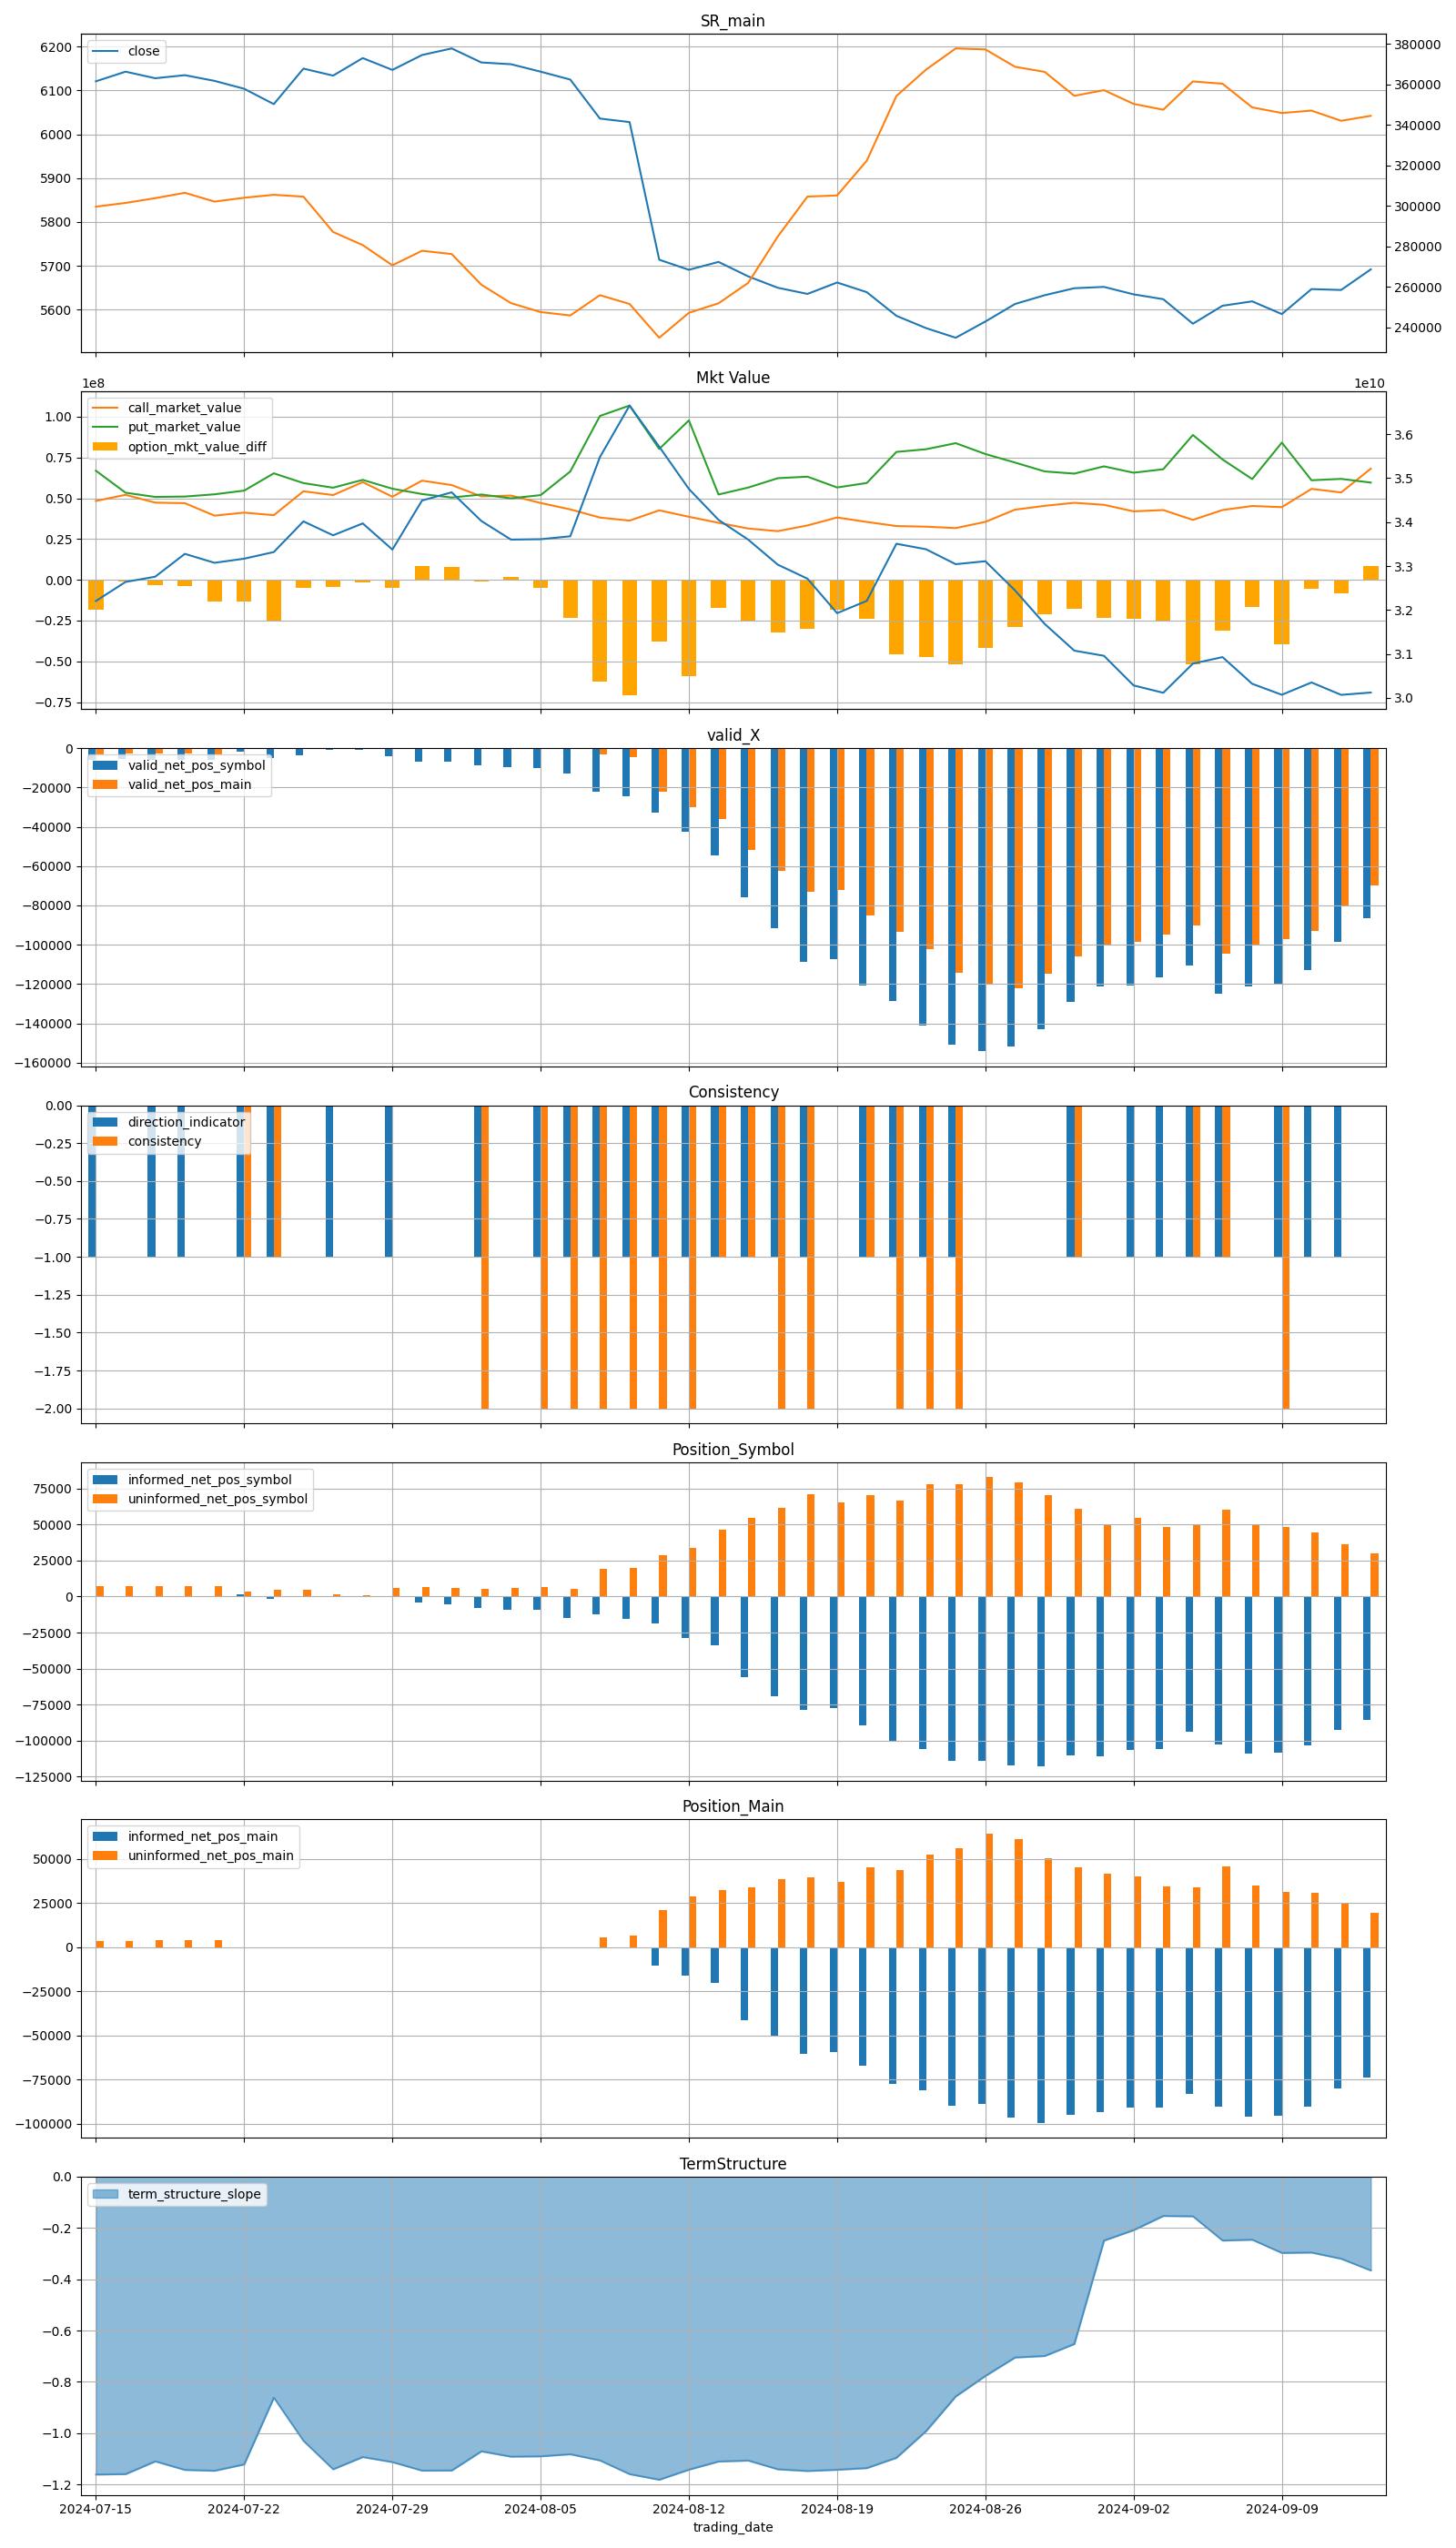 SR_main
close
6200
6100
6000
5900
5800
5700
5600
380000
360000
340000
320000
300000
280000
260000
240000
Mkt Value
1e8
1e10
call_market_value
put_market_value
option_mkt_value_diff
1.00
0.75
0.50
0.25
0.00
−0.25
−0.50
−0.75
3.6
3.5
3.4
3.3
3.2
3.1
3.0
valid_X
valid_net_pos_symbol
valid_net_pos_main
0
−20000
−40000
−60000
−80000
−100000
−120000
−140000
−160000
Consistency
direction_indicator
consistency
0.00
−0.25
−0.50
−0.75
−1.00
−1.25
−1.50
−1.75
−2.00
Position_Symbol
informed_net_pos_symbol
uninformed_net_pos_symbol
75000
50000
25000
0
−25000
−50000
−75000
−100000
−125000
Position_Main
informed_net_pos_main
uninformed_net_pos_main
50000
25000
0
−25000
−50000
−75000
−100000
TermStructure
term_structure_slope
0.0
−0.2
−0.4
−0.6
−0.8
−1.0
−1.2
2024-07-15 2024-07-22 2024-07-29 2024-08-05 2024-08-12 2024-08-19 2024-08-26 2024-09-02 2024-09-09
trading_date